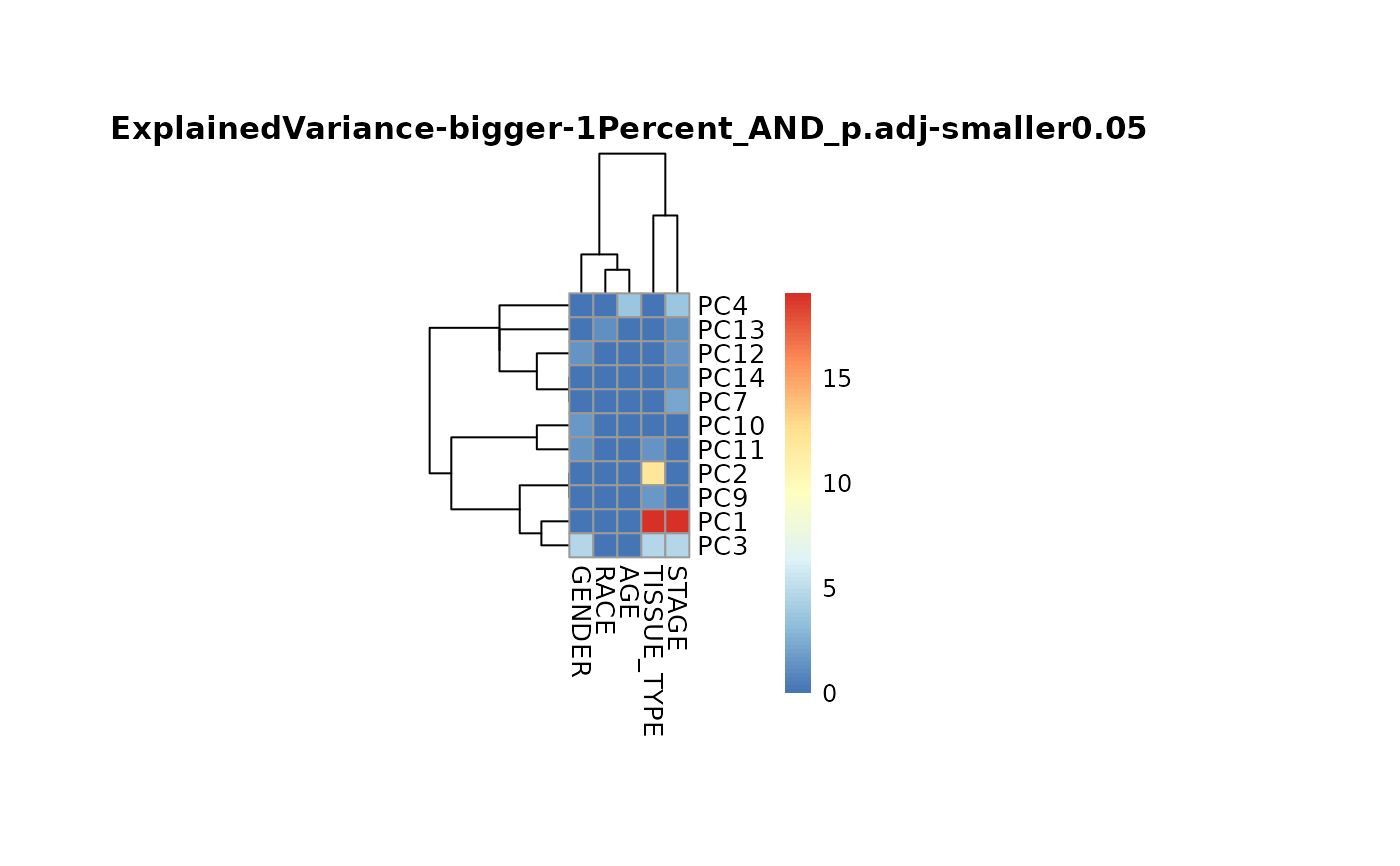 ExplainedVariance-bigger-1Percent_AND_p.adj-smaller0.05
PC4
PC13
PC12
PC14
PC7
PC10
PC11
PC2
PC9
PC1
PC3
GENDER
RACE
AGE
TISSUE_TYPE
STAGE
15
10
5
0